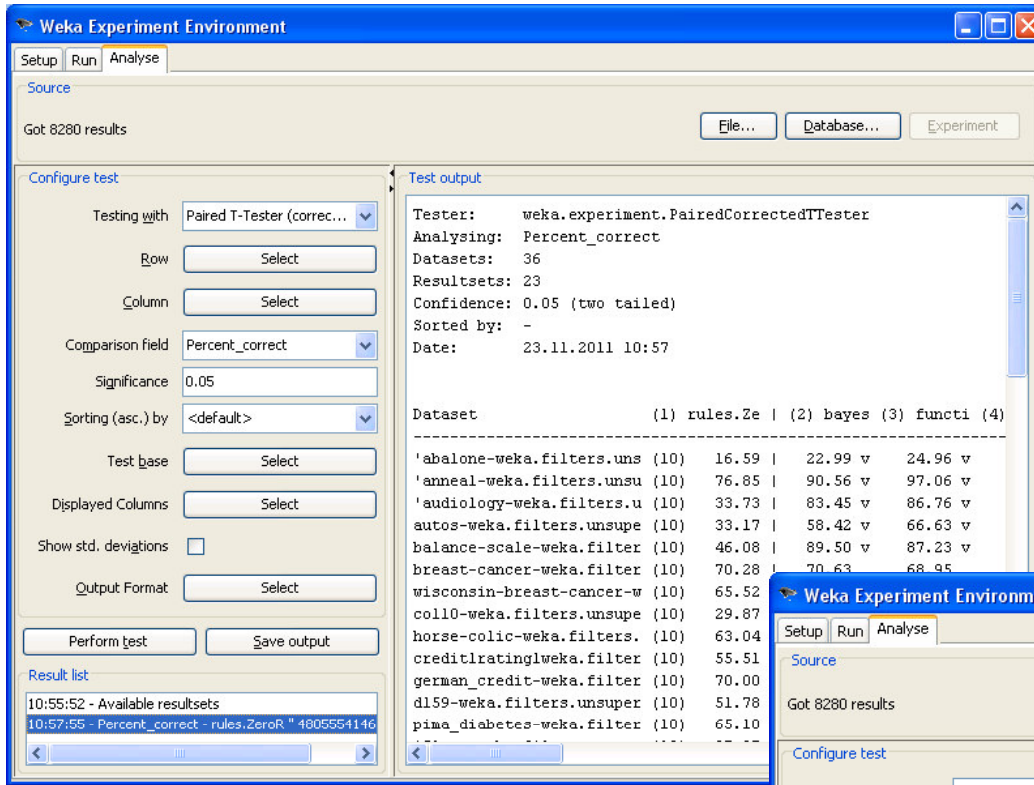 Weka Experiment Environment
Setup Run Analyse
Source
Got 8280 results
File... Database... Experiment
Configure test
Testing with Paired T-Tester (correc...
Row Select
Column Select
Comparison field Percent_correct
Significance 0.05
Sorting (asc.) by <default>
Test base Select
Displayed Columns Select
Show std. deviations
Output Format Select
Perform test Save output
Result list
10:55:52 - Available resultsets
10:57:55 - Percent_correct - rules.ZeroR '' 4805554146
Test output
Tester: weka.experiment.PairedCorrectedTTester
Analysing: Percent_correct
Datasets: 36
Resultsets: 23
Confidence: 0.05 (two tailed)
Sorted by: -
Date: 23.11.2011 10:57
Dataset (1) rules.Ze | (2) bayes (3) functi (4)
------------------------------------------------------------------------
'abalone-weka.filters.uns (10) 16.59 | 22.99 v 24.96 v
'anneal-weka.filters.unsu (10) 76.85 | 90.56 v 97.06 v
'audiology-weka.filters.u (10) 33.73 | 83.45 v 86.76 v
autos-weka.filters.unsupe (10) 33.17 | 58.42 v 66.63 v
balance-scale-weka.filter (10) 46.08 | 89.50 v 87.23 v
breast-cancer-weka.filter (10) 70.28 | 70.63 68.95
wisconsin-breast-cancer-w (10) 65.52
col10-weka.filters.unsupe (10) 29.87
horse-colic-weka.filters. (10) 63.04
credit1rating1weka.filter (10) 55.51
german_credit-weka.filter (10) 70.00
d159-weka.filters.unsuper (10) 51.78
pima_diabetes-weka.filter (10) 65.10
Weka Experiment Environm
Setup Run Analyse
Source
Got 8280 results
Configure test